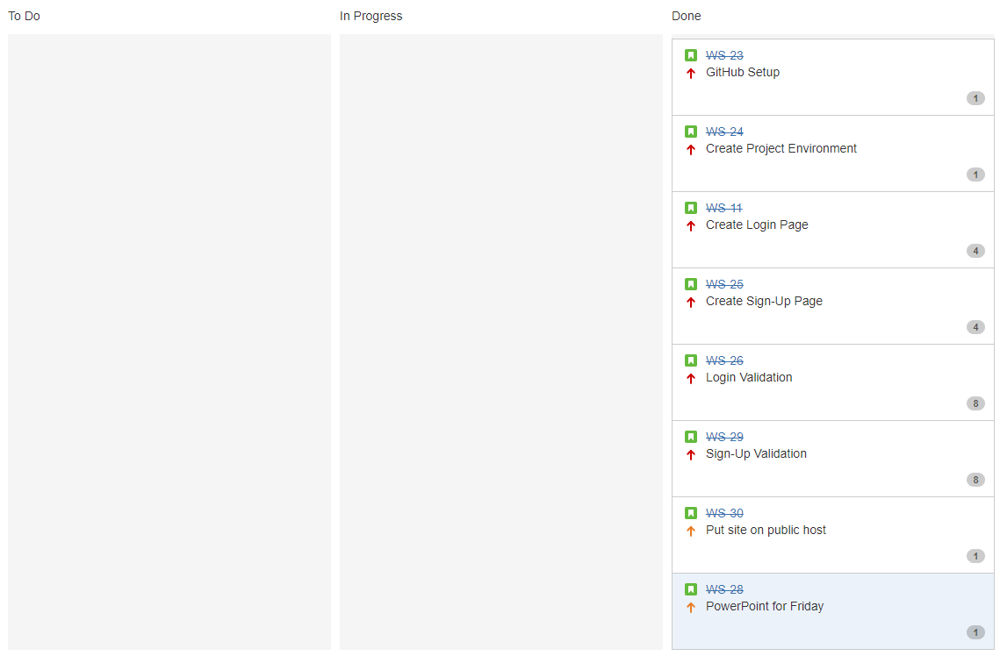 To Do
In Progress
Done
WS-23
GitHub Setup
1
WS-24
Create Project Environment
1
WS-11
Create Login Page
4
WS-25
Create Sign-Up Page
4
WS-26
Login Validation
8
WS-29
Sign-Up Validation
8
WS-30
Put site on public host
1
WS-28
PowerPoint for Friday
1